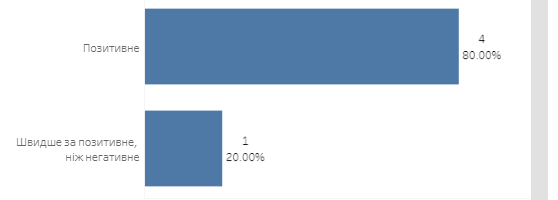 Позитивне
4
80.00%
Швидше за позитивне,
ніж негативне
1
20.00%